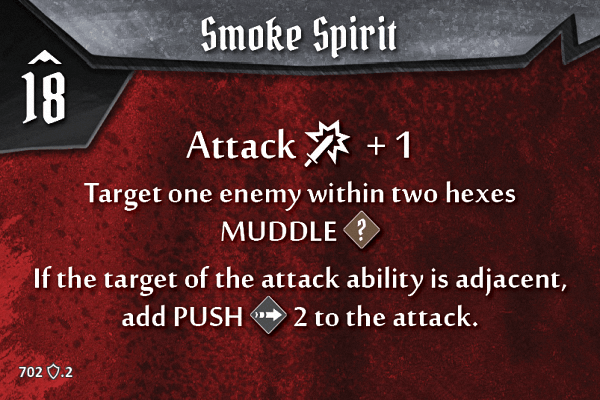 Smoke Spirit
18
Attack + 1
Target one enemy within two hexes
MUDDLE ?
If the target of the attack ability is adjacent,
add PUSH 2 to the attack.
702 .2